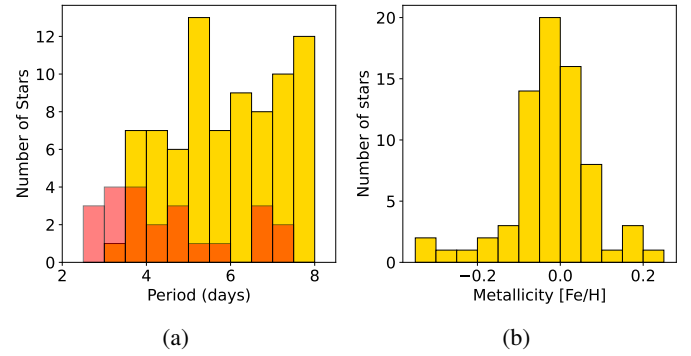 12
10
8
6
4
2
0
Number of Stars
2 4 6 8
Period (days)
(a)
20
15
10
5
0
Number of stars
−0.2 0.0 0.2
Metallicity [Fe/H]
(b)